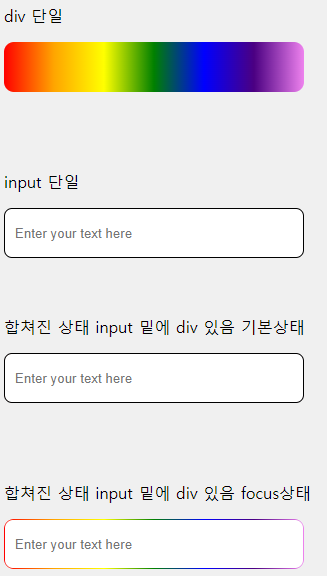 div 단일
input 단일
Enter your text here
합쳐진 상태 input 밑에 div 있음 기본상태
Enter your text here
합쳐진 상태 input 밑에 div 있음 focus상태
Enter your text here